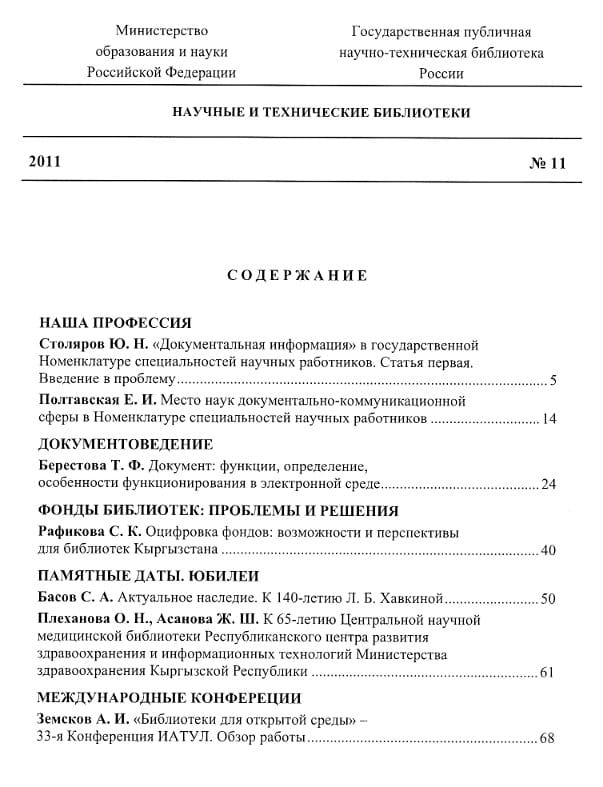 Министерство
образования и науки
Российской Федерации
Государственная публичная
научно-техническая библиотека
России
НАУЧНЫЕ И ТЕХНИЧЕСКИЕ БИБЛИОТЕКИ
2011 № 11
СОДЕРЖАНИЕ
НАША ПРОФЕССИЯ
Столяров Ю. Н. «Документальная информация» в государственной
Номенклатуре специальностей научных работников. Статья первая.
Введение в проблему 5
Полтавская Е. И. Место наук документально-коммуникационной
сферы в Номенклатуре специальностей научных работников 14
ДОКУМЕНТОВЕДЕНИЕ
Берестова Т. Ф. Документ: функции, определение,
особенности функционирования в электронной среде 24
ФОНДЫ БИБЛИОТЕК: ПРОБЛЕМЫ И РЕШЕНИЯ
Рафикова С. К. Оцифровка фондов: возможности и перспективы
для библиотек Кыргызстана 40
ПАМЯТНЫЕ ДАТЫ. ЮБИЛЕИ
Басов С. А. Актуальное наследие. К 140-летию Л. Б. Хавкиной 50
Плеханова О. Н., Асанова Ж. Ш. К 65-летию Центральной научной
медицинской библиотеки Республиканского центра развития
здравоохранения и информационных технологий Министерства
здравоохранения Кыргызской Республики 61
МЕЖДУНАРОДНЫЕ КОНФЕРЕЦИИ
Земсков А. И. «Библиотеки для открытой среды» –
33-я Конференция ИАТУЛ. Обзор работы 68